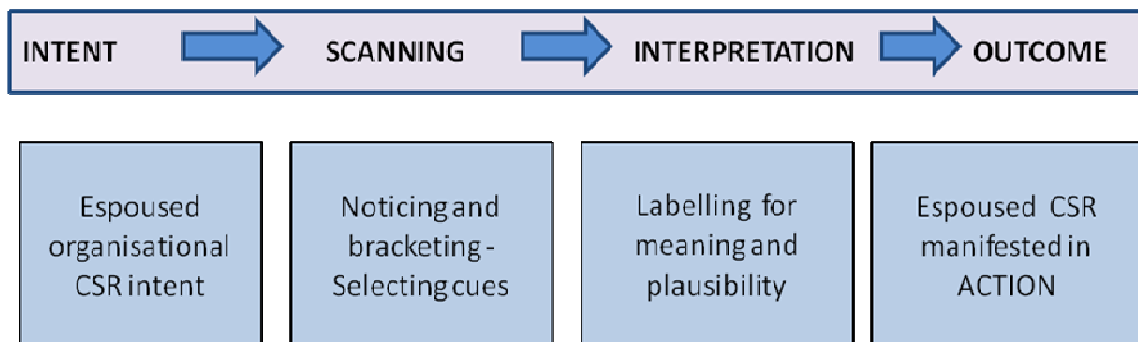 INTENT SCANNING INTERPRETATION OUTCOME
Espoused
organisational
CSR intent
Noticing and
bracketing -
Selecting cues
Labelling for
meaning and
plausibility
Espoused CSR
manifested in
ACTION